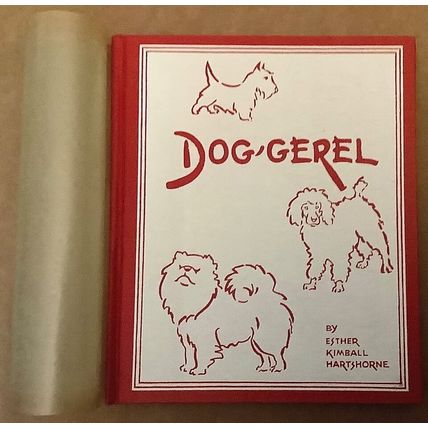 DOG-GEREL
BY
ESTHER
KIMBALL
HARTSHORNE